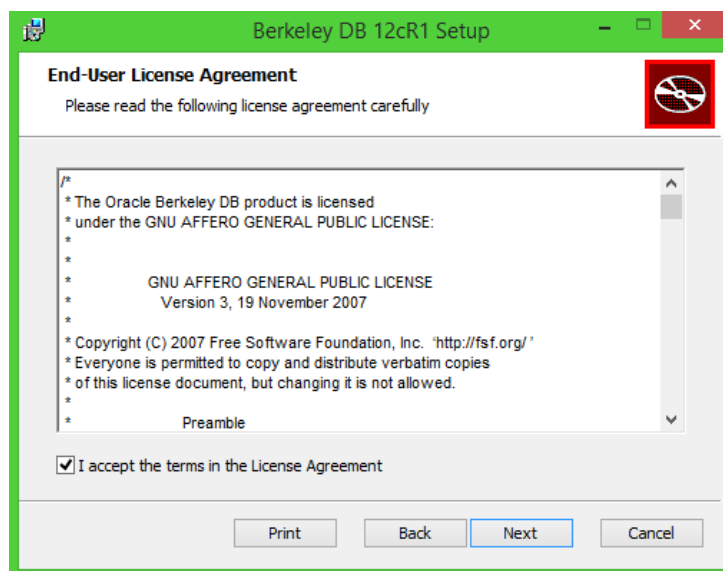 Berkeley DB 12cR1 Setup
End-User License Agreement
Please read the following license agreement carefully
/*
* The Oracle Berkeley DB product is licensed
* under the GNU AFFERO GENERAL PUBLIC LICENSE:
*
*
* GNU AFFERO GENERAL PUBLIC LICENSE
* Version 3, 19 November 2007
*
* Copyright (C) 2007 Free Software Foundation, Inc. 'http://fsf.org/ '
* Everyone is permitted to copy and distribute verbatim copies
* of this license document, but changing it is not allowed.
*
* Preamble
I accept the terms in the License Agreement
Print Back Next Cancel